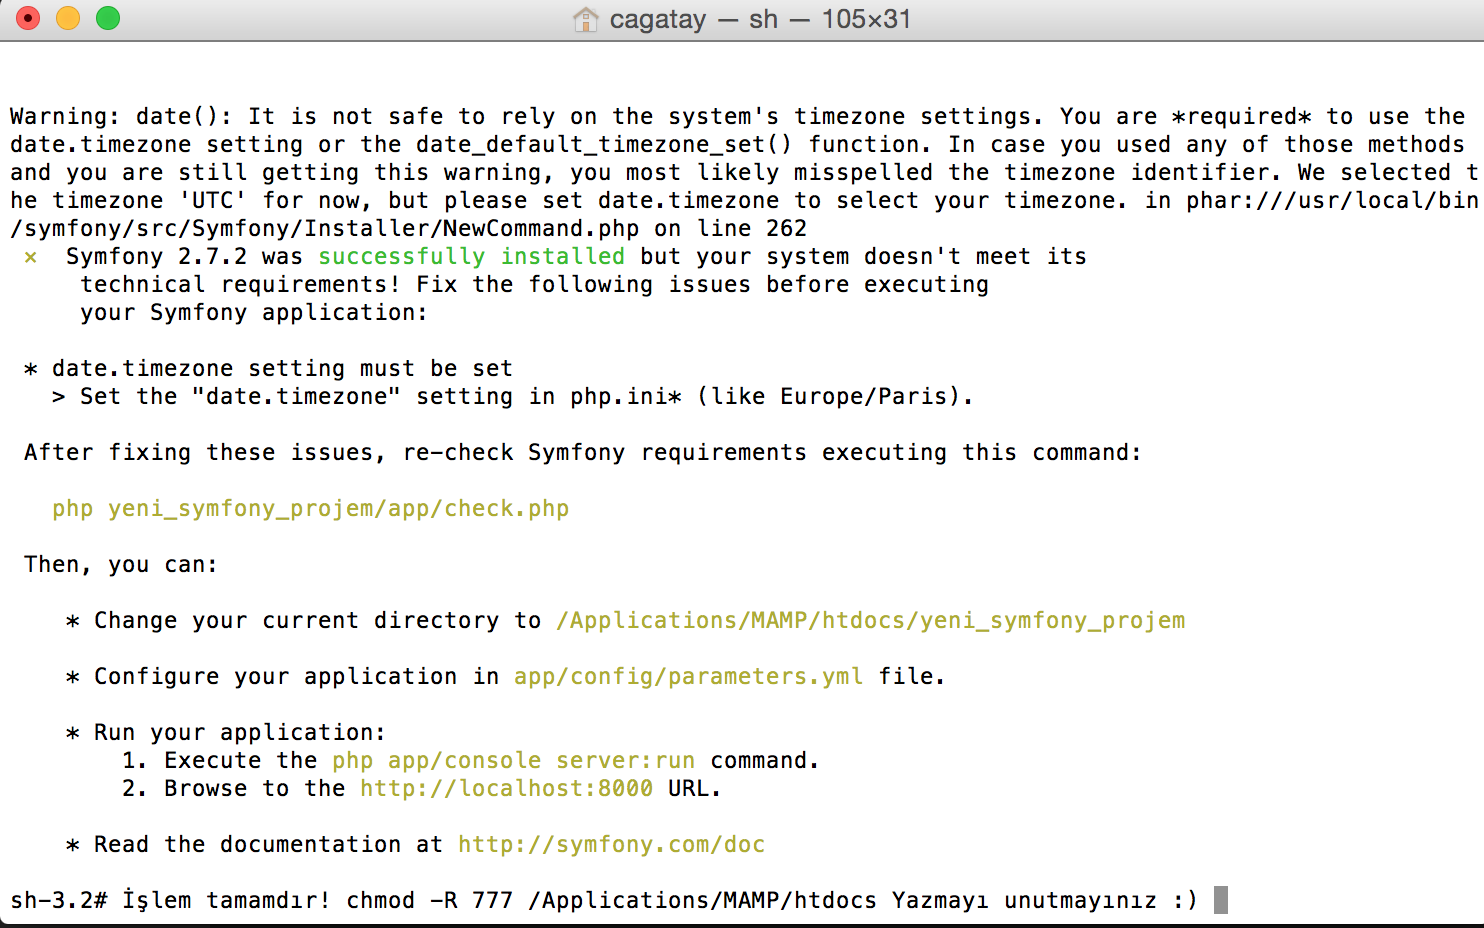 cagatay — sh — 105×31
Warning: date(): It is not safe to rely on the system's timezone settings. You are *required* to use the
date.timezone setting or the date_default_timezone_set() function. In case you used any of those methods
and you are still getting this warning, you most likely misspelled the timezone identifier. We selected t
he timezone 'UTC' for now, but please set date.timezone to select your timezone. in phar:///usr/local/bin
/symfony/src/Symfony/Installer/NewCommand.php on line 262
× Symfony 2.7.2 was successfully installed but your system doesn't meet its
technical requirements! Fix the following issues before executing
your Symfony application:
* date.timezone setting must be set
> Set the "date.timezone" setting in php.ini* (like Europe/Paris).
After fixing these issues, re-check Symfony requirements executing this command:
php yeni_symfony_projem/app/check.php
Then, you can:
* Change your current directory to /Applications/MAMP/htdocs/yeni_symfony_projem
* Configure your application in app/config/parameters.yml file.
* Run your application:
1. Execute the php app/console server:run command.
2. Browse to the http://localhost:8000 URL.
* Read the documentation at http://symfony.com/doc
sh-3.2# İşlem tamamdır! chmod -R 777 /Applications/MAMP/htdocs Yazmayı unutmayınız :)